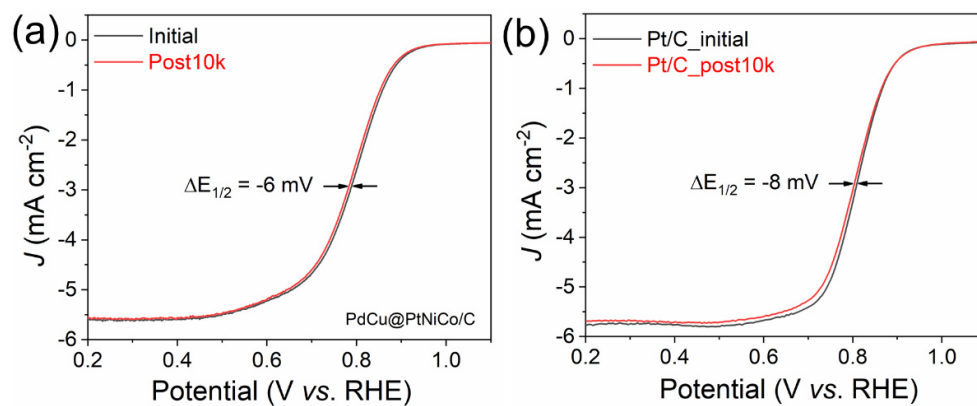 (a)
Initial
Post10k
ΔE1/2 = -6 mV
PdCu@PtNiCo/C
J (mA cm-2)
0
-1
-2
-3
-4
-5
-6
0.2 0.4 0.6 0.8 1.0
Potential (V vs. RHE)
(b)
Pt/C_initial
Pt/C_post10k
ΔE1/2 = -8 mV
J (mA cm-2)
0
-1
-2
-3
-4
-5
-6
0.2 0.4 0.6 0.8 1.0
Potential (V vs. RHE)